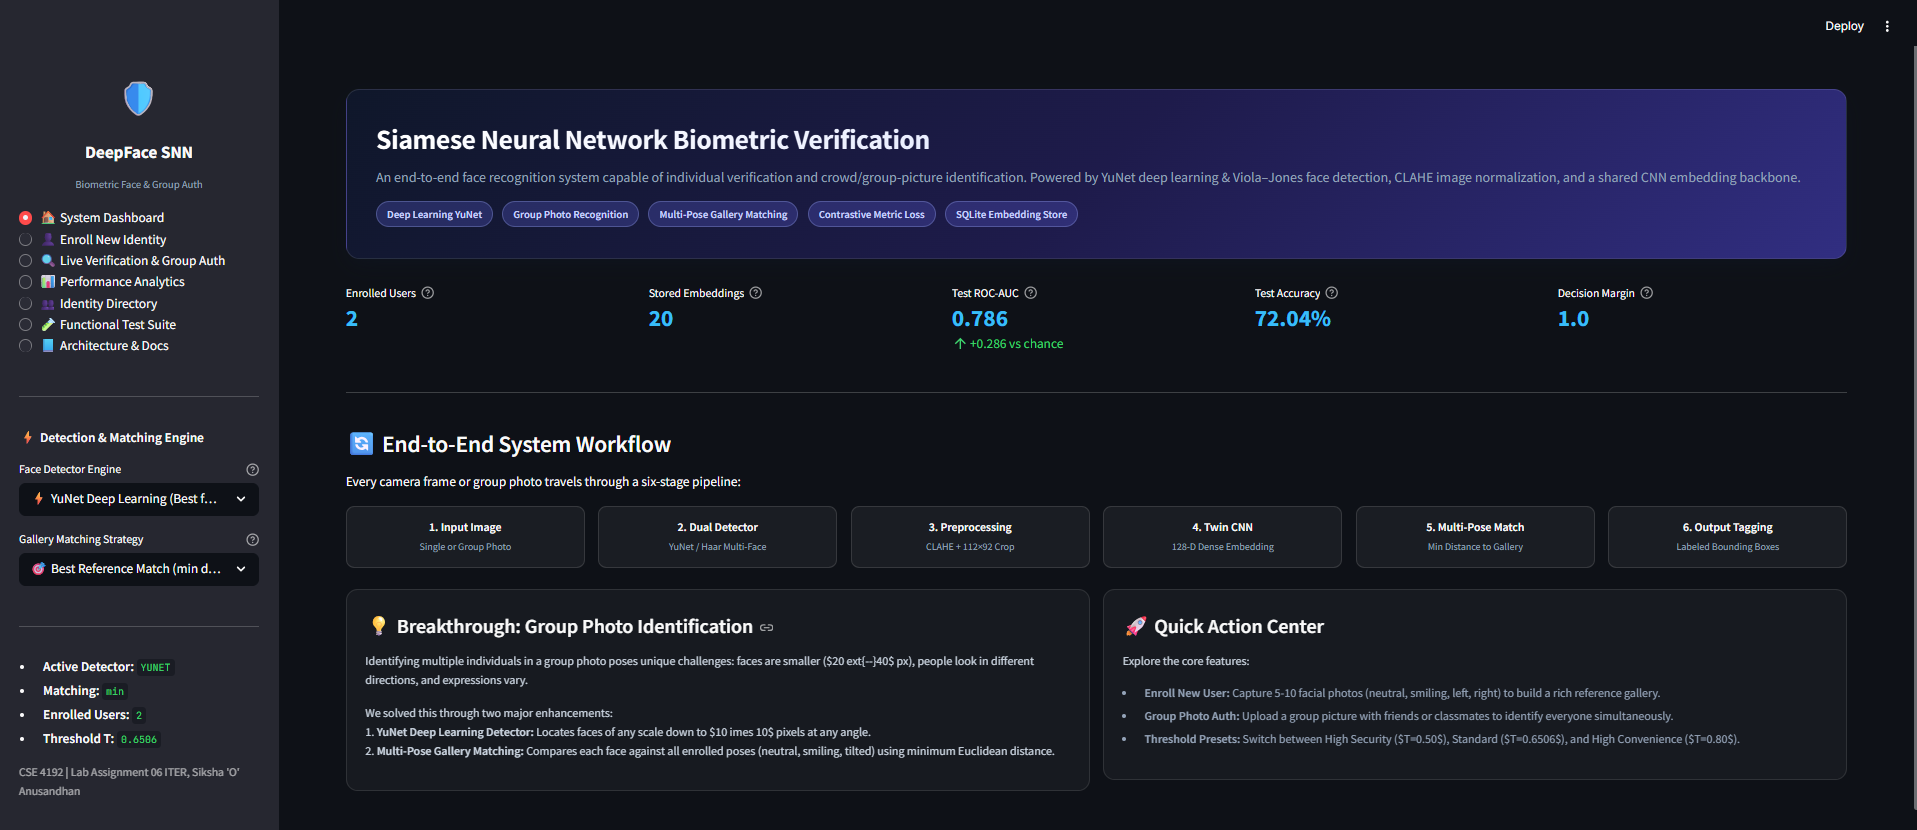 Deploy
DeepFace SNN
Biometric Face & Group Auth
System Dashboard
Enroll New Identity
Live Verification & Group Auth
Performance Analytics
Identity Directory
Functional Test Suite
Architecture & Docs
Detection & Matching Engine
Face Detector Engine
YuNet Deep Learning (Best f...
Gallery Matching Strategy
Best Reference Match (min d...
Active Detector: YUNET
Matching: min
Enrolled Users: 2
Threshold T: 0.6506
CSE 4192 | Lab Assignment 06 ITER, Siksha 'O'
Anusandhan
Siamese Neural Network Biometric Verification
An end-to-end face recognition system capable of individual verification and crowd/group-picture identification. Powered by YuNet deep learning & Viola–Jones face detection, CLAHE image normalization, and a shared CNN embedding backbone.
Deep Learning YuNet
Group Photo Recognition
Multi-Pose Gallery Matching
Contrastive Metric Loss
SQLite Embedding Store
Enrolled Users
2
Stored Embeddings
20
Test ROC-AUC
0.786
+0.286 vs chance
Test Accuracy
72.04%
Decision Margin
1.0
End-to-End System Workflow
Every camera frame or group photo travels through a six-stage pipeline:
1. Input Image
Single or Group Photo
2. Dual Detector
YuNet / Haar Multi-Face
3. Preprocessing
CLAHE + 112×92 Crop
4. Twin CNN
128-D Dense Embedding
5. Multi-Pose Match
Min Distance to Gallery
6. Output Tagging
Labeled Bounding Boxes
Breakthrough: Group Photo Identification
Identifying multiple individuals in a group photo poses unique challenges: faces are smaller ($20 ext{--}40$ px), people look in different
directions, and expressions vary.
We solved this through two major enhancements:
1. YuNet Deep Learning Detector: Locates faces of any scale down to $10 imes 10$ pixels at any angle.
2. Multi-Pose Gallery Matching: Compares each face against all enrolled poses (neutral, smiling, tilted) using minimum Euclidean distance.
Quick Action Center
Explore the core features:
Enroll New User: Capture 5-10 facial photos (neutral, smiling, left, right) to build a rich reference gallery.
Group Photo Auth: Upload a group picture with friends or classmates to identify everyone simultaneously.
Threshold Presets: Switch between High Security ($T=0.50$), Standard ($T=0.6506$), and High Convenience ($T=0.80$).